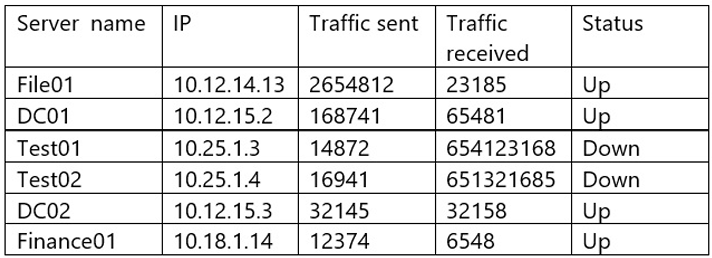 Server name IP Traffic sent Traffic received Status
File01 10.12.14.13 2654812 23185 Up
DC01 10.12.15.2 168741 65481 Up
Test01 10.25.1.3 14872 654123168 Down
Test02 10.25.1.4 16941 651321685 Down
DC02 10.12.15.3 32145 32158 Up
Finance01 10.18.1.14 12374 6548 Up